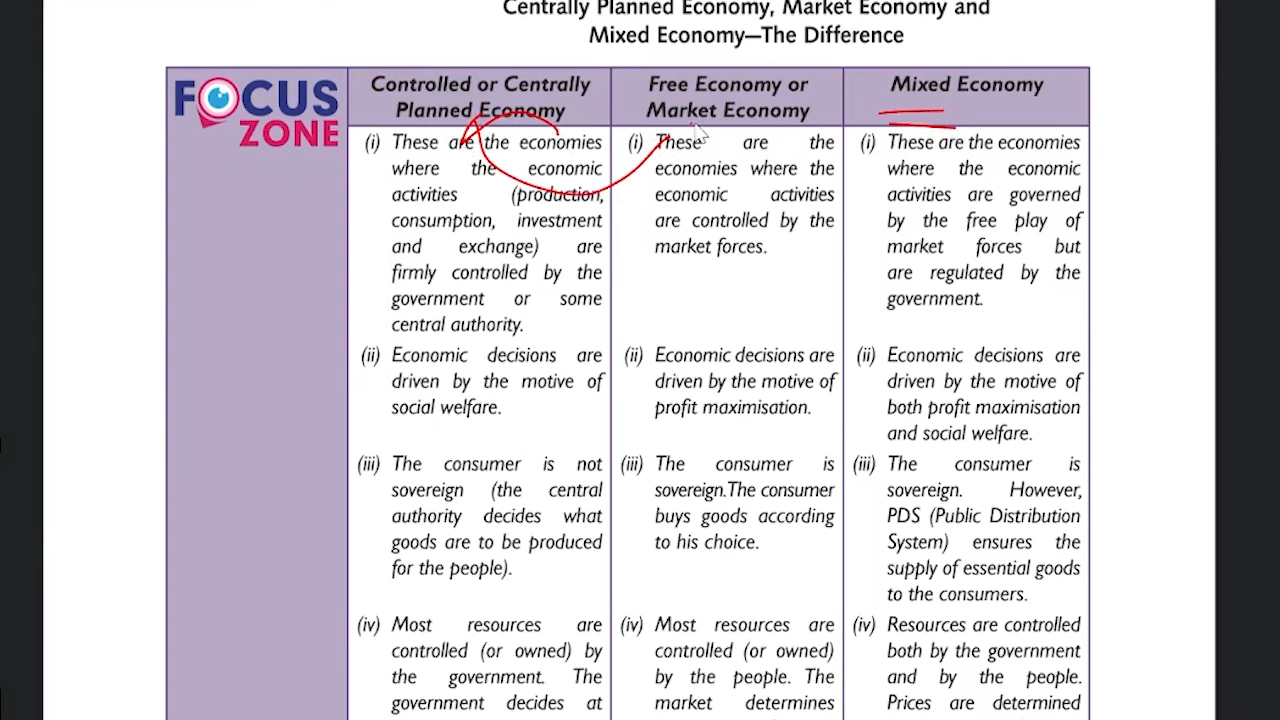 Centrally Planned Economy, Market Economy and
Mixed Economy—The Difference
FOCUS
ZONE
Controlled or Centrally
Planned Economy
(i) These are the economies
where the economic
activities (production,
consumption, investment
and exchange) are
firmly controlled by the
government or some
central authority.
(ii) Economic decisions are
driven by the motive of
social welfare.
(iii) The consumer is not
sovereign (the central
authority decides what
goods are to be produced
for the people).
(iv) Most resources are
controlled (or owned) by
the government. The
government decides at
Free Economy or
Market Economy
(i) These are the
economies where the
economic activities
are controlled by the
market forces.
(ii) Economic decisions are
driven by the motive of
profit maximisation.
(iii) The consumer is
sovereign.The consumer
buys goods according
to his choice.
(iv) Most resources are
controlled (or owned)
by the people. The
market determines
Mixed Economy
(i) These are the economies
where the economic
activities are governed
by the free play of
market forces but
are regulated by the
government.
(ii) Economic decisions are
driven by the motive of
both profit maximisation
and social welfare.
(iii) The consumer is
sovereign. However,
PDS (Public Distribution
System) ensures the
supply of essential goods
to the consumers.
(iv) Resources are controlled
both by the government
and by the people.
Prices are determined